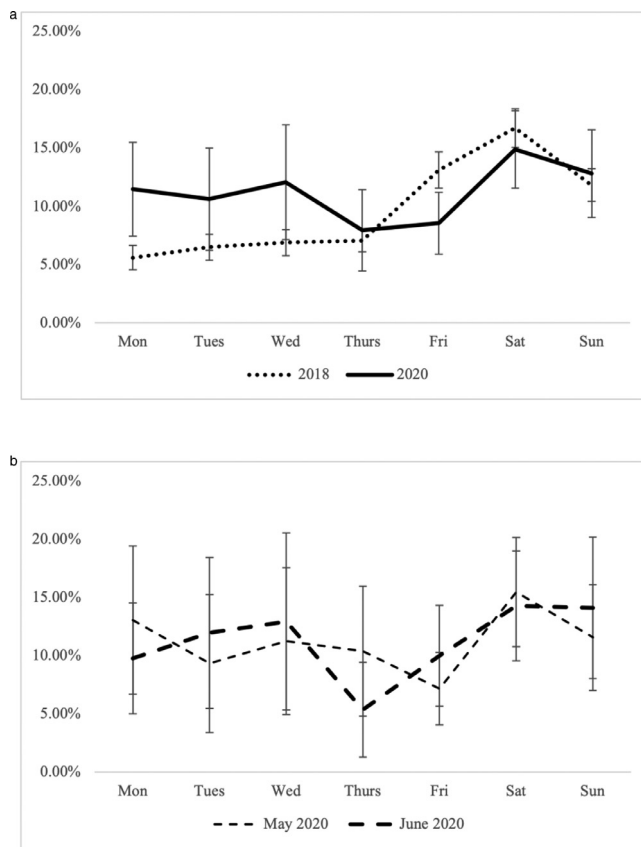 a
25.00%
20.00%
15.00%
10.00%
5.00%
0.00%
Mon Tues Wed Thurs Fri Sat Sun
2018 2020
b
25.00%
20.00%
15.00%
10.00%
5.00%
0.00%
Mon Tues Wed Thurs Fri Sat Sun
May 2020 June 2020